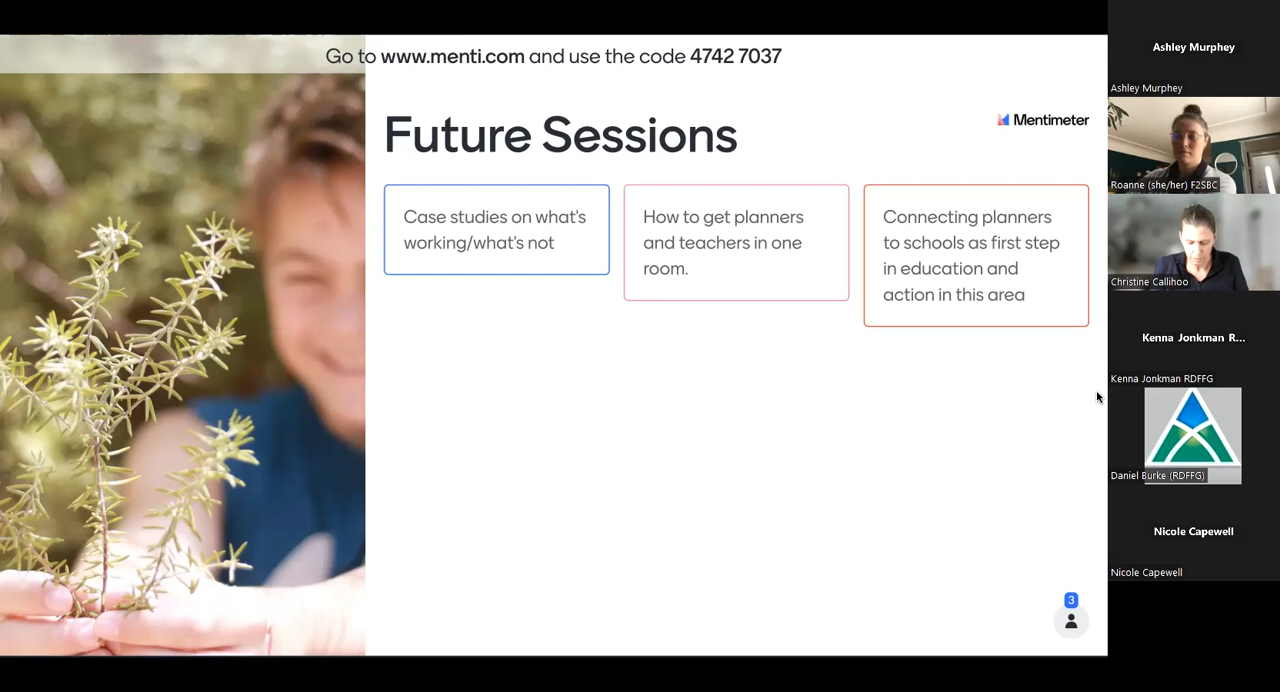 Go to www.menti.com and use the code 4742 7037
Future Sessions
Mentimeter
Case studies on what's
working/what's not
How to get planners
and teachers in one
room.
Connecting planners
to schools as first step
in education and
action in this area
3
Ashley Murphey
Ashley Murphey
Roanne (she/her) F2SBC
Christine Callihoo
Kenna Jonkman R...
Kenna Jonkman RDFFG
Daniel Burke (RDFFG)
Nicole Capewell
Nicole Capewell